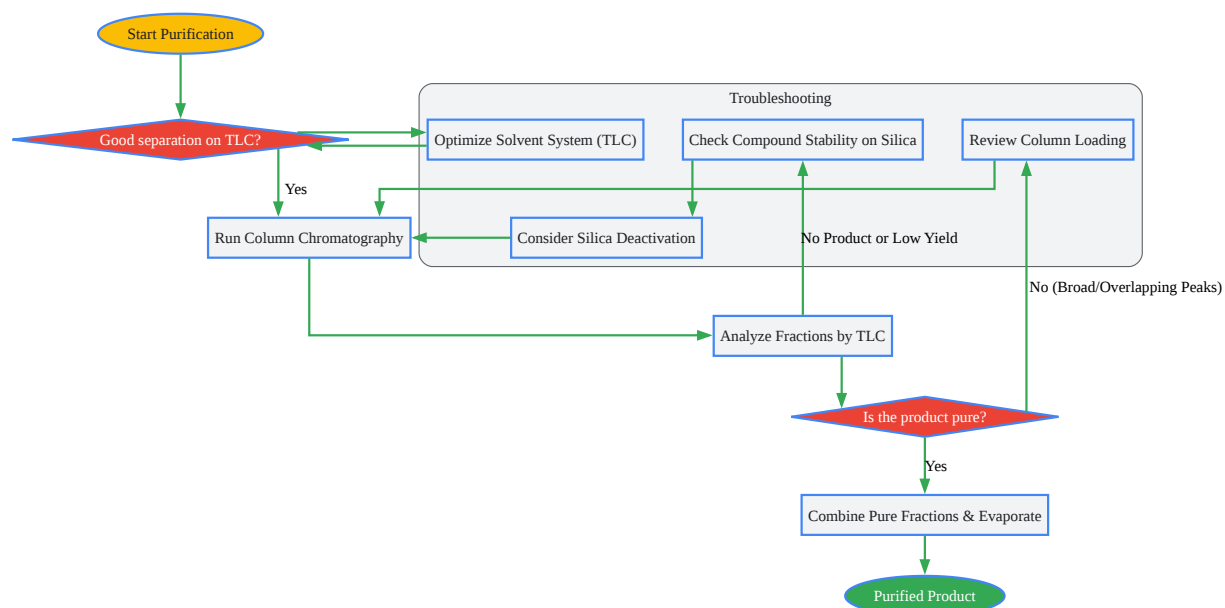 Start Purification
Troubleshooting
Good separation on TLC?
Optimize Solvent System (TLC)
Check Compound Stability on Silica
Review Column Loading
Yes
Run Column Chromatography
Consider Silica Deactivation
No Product or Low Yield
No (Broad/Overlapping Peaks)
Analyze Fractions by TLC
Is the product pure?
Yes
Combine Pure Fractions & Evaporate
Purified Product